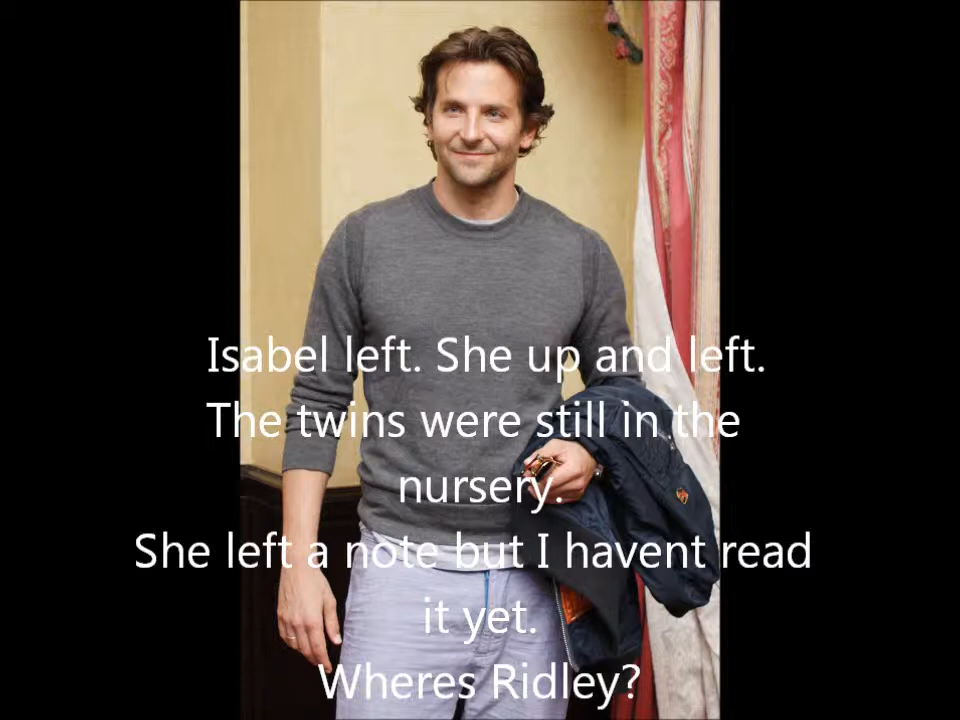 Isabel left. She up and left.
The twins were still in the
nursery.
She left a note but I havent read
it yet.
Wheres Ridley?